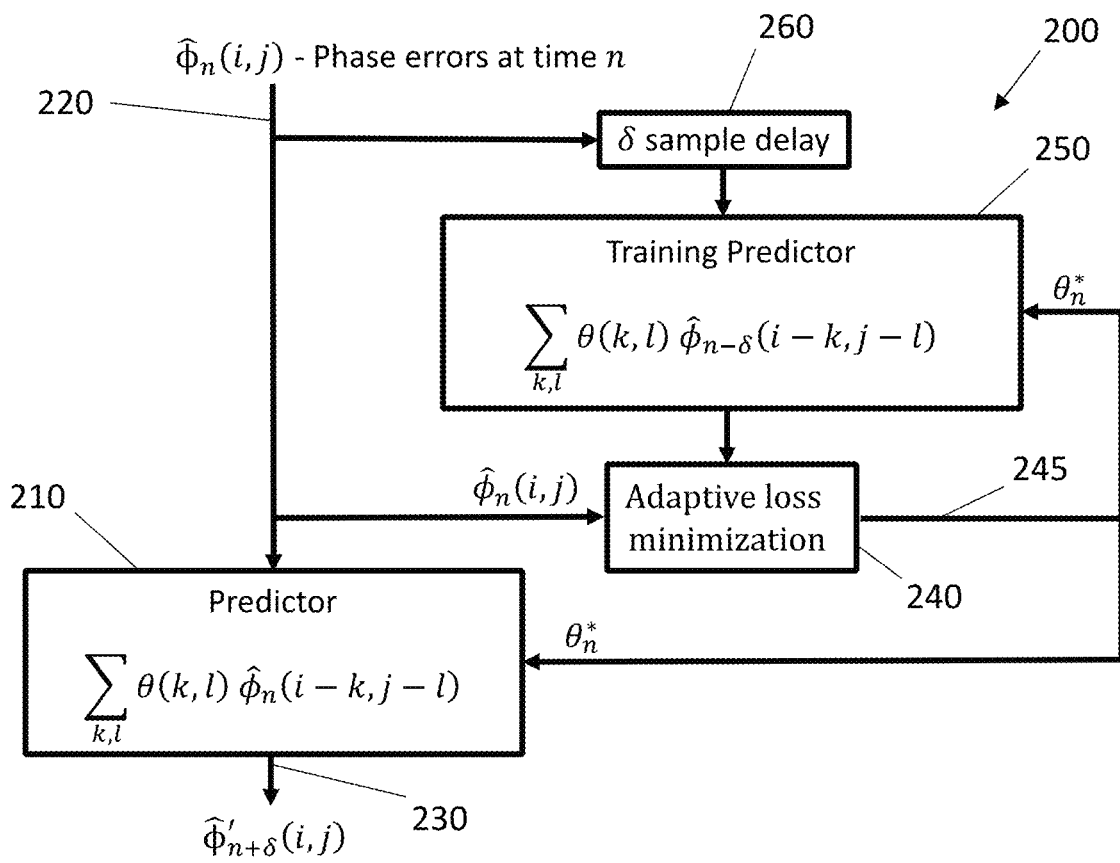 260
200
ϕ̂ₙ(i,j) - Phase errors at time n
220
δ sample delay
250
Training Predictor
θₙ*
∑ θ(k,l) ϕ̂ₙ₋δ(i − k, j − l)
k,l
210
ϕ̂ₙ(i,j)
Adaptive loss
minimization
245
240
Predictor
θₙ*
∑ θ(k,l) ϕ̂ₙ(i − k, j − l)
k,l
230
ϕ̂′ₙ₊δ(i,j)